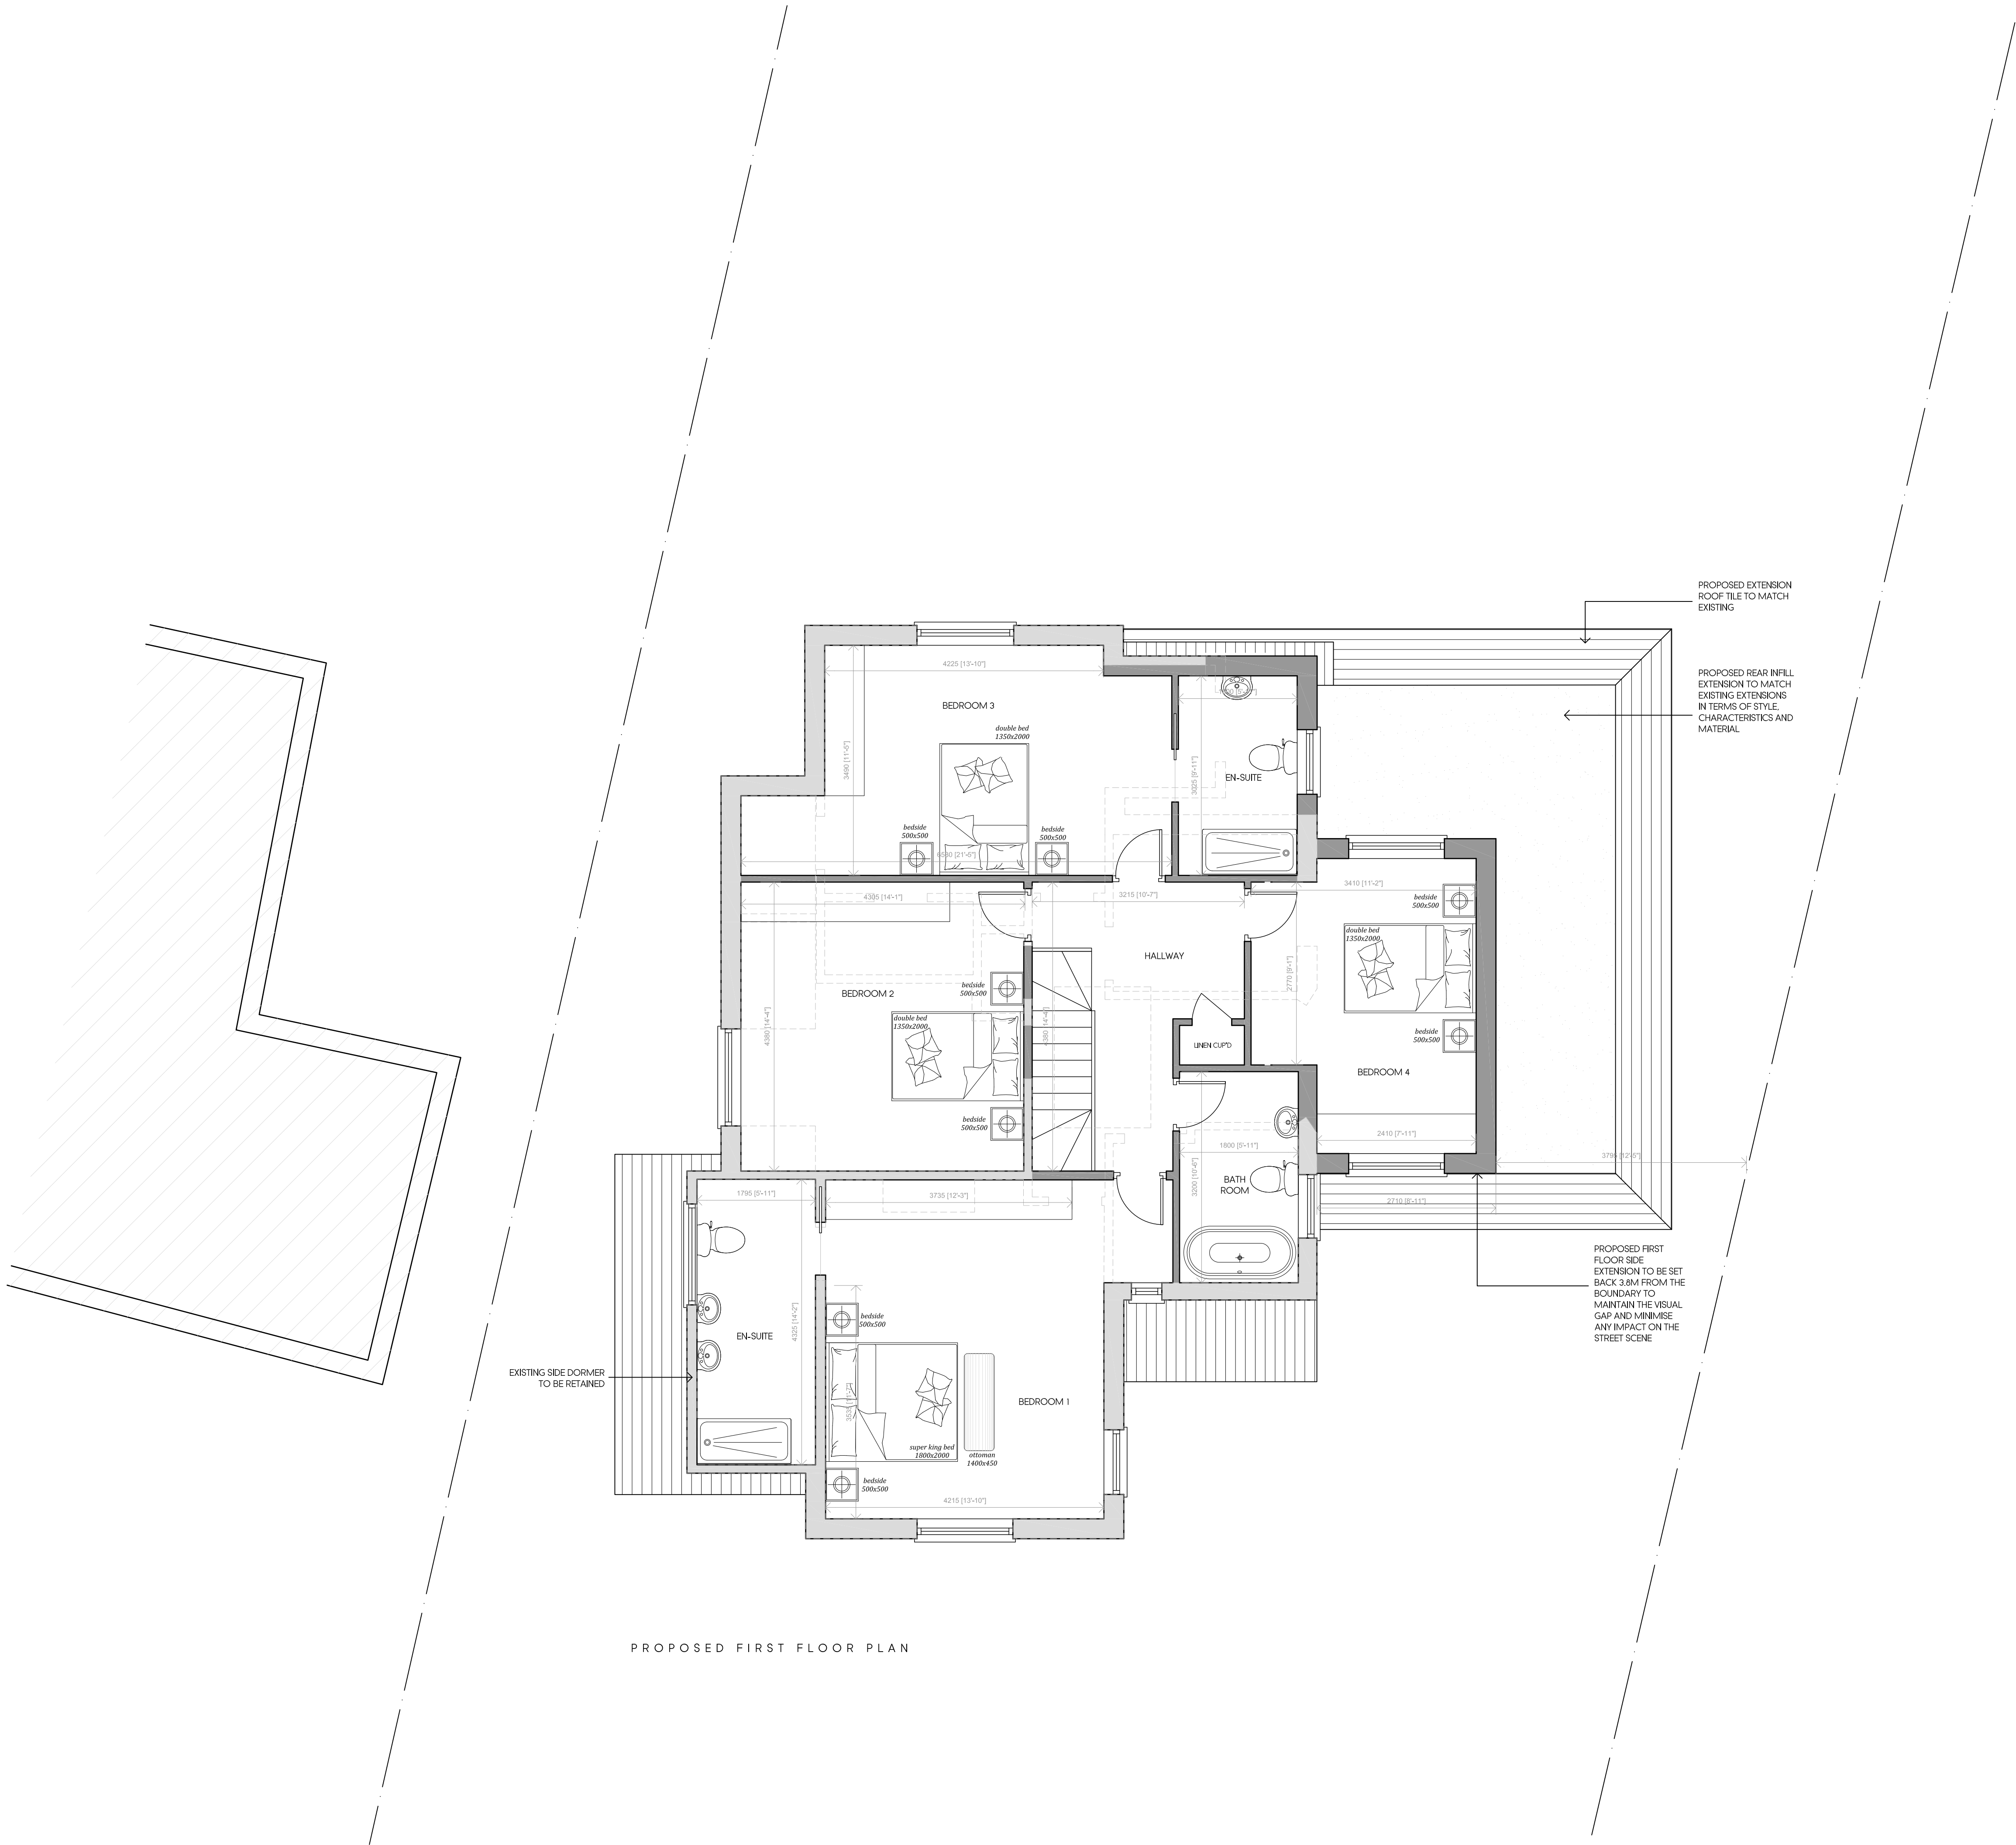 PROPOSED EXTENSION
ROOF TILE TO MATCH
EXISTING
PROPOSED REAR INFILL
EXTENSION TO MATCH
EXISTING EXTENSIONS
IN TERMS OF STYLE,
CHARACTERISTICS AND
MATERIAL
4225 [13'-10"]
BEDROOM 3
double bed
1350x2000
3490 [11'-5"]
3025 [9'-11"]
EN-SUITE
bedside
500x500
bedside
500x500
[21'-6"]
4305 [14'-1"]
3215 [10'-7"]
3410 [11'-2"]
bedside
500x500
double bed
1350x2000
HALLWAY
2770 [9'-1"]
BEDROOM 2
bedside
500x500
double bed
1350x2000
4380 [14'-4"]
4380 [14'-4"]
LINEN CUP'D
bedside
500x500
BEDROOM 4
bedside
500x500
2410 [7'-11"]
1800 [5'-11"]
3795 [12'-5"]
BATH
ROOM
3200 [10'-6"]
1795 [5'-11"]
3735 [12'-3"]
2710 [8'-11"]
PROPOSED FIRST
FLOOR SIDE
EXTENSION TO BE SET
BACK 3.8M FROM THE
BOUNDARY TO
MAINTAIN THE VISUAL
GAP AND MINIMISE
ANY IMPACT ON THE
STREET SCENE
bedside
500x500
EN-SUITE
4325 [14'-2"]
EXISTING SIDE DORMER
TO BE RETAINED
BEDROOM 1
super king bed
1800x2000
ottoman
1400x450
bedside
500x500
4215 [13'-10"]
PROPOSED FIRST FLOOR PLAN